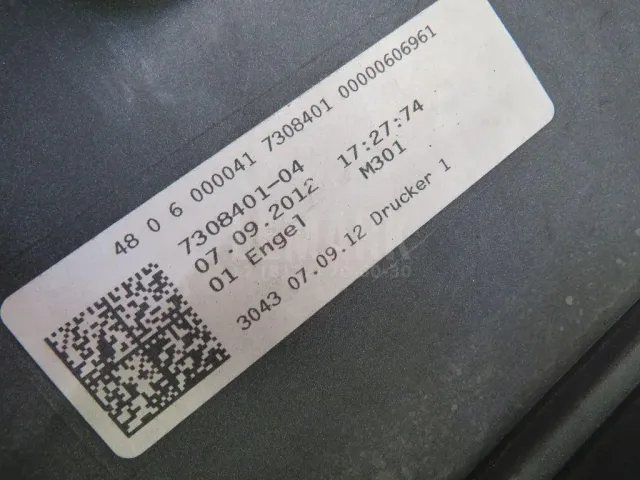 48 0 6 000041 7308401 00000606961
7308401-04
07.09.2012 17:27:74
01 Engel M301
3043 07.09.12 Drucker 1